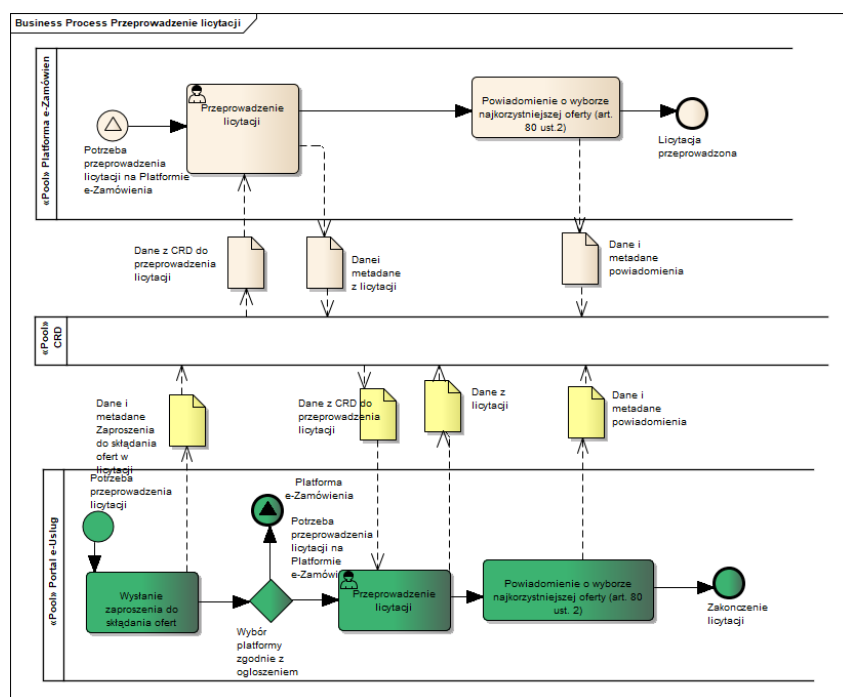 Business Process Przeprowadzenie licytacji
«Pool» Platforma e-Zamówien
Przeprowadzenie
licytacji
Powiadomienie o wyborze
najkorzystniejszej oferty (art.
80 ust.2)
Potrzeba
przeprowadzenia
licytacji na Platformie
e-Zamówienia
Licytacja
przeprowadzona
Dane z CRD do
przeprowadzenia
licytacji
Danei
metadane
z licytacji
Dane i
metadane
powiadomienia
«Pool»
CRD
Dane i
metadane
Zaproszenia
do skłądania
ofert w
licytacji
Dane z CRD do
przeprowadzenia
licytacji
Dane z
licytacji
Dane i
metadane
powiadomienia
«Pool» Portal e-Usług
Potrzeba
przeprowadzenia
licytacji
Platforma
e-Zamówienia
Potrzeba
przeprowadzenia
licytacji na
Platformie
Wysłanie
zaproszenia do
skłądania ofert
Wybór
platformy
zgodnie z
ogloszeniem
Przeprowadzenie
licytacji
Powiadomienie o wyborze
najkorzystniejszej oferty (art. 80
ust. 2)
Zakonczenie
licytacji